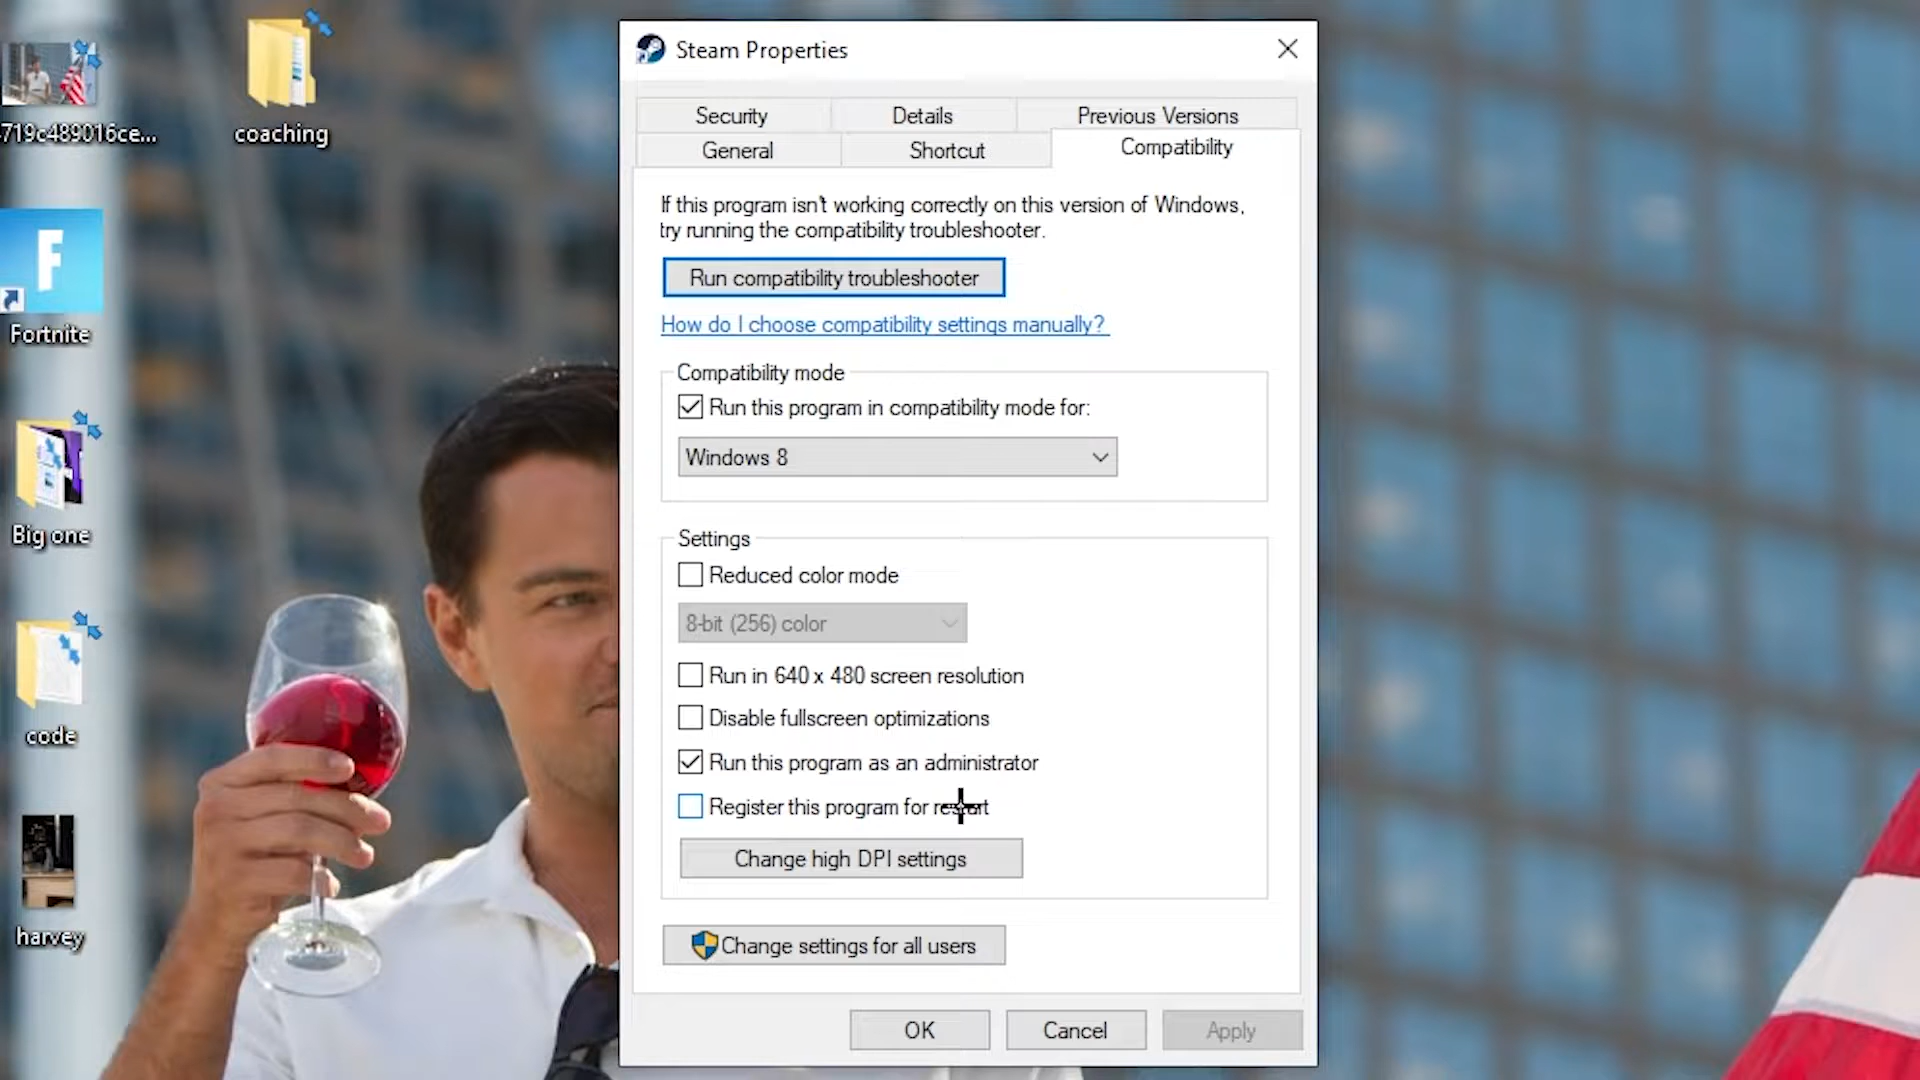 719c489016ce...
coaching
Fortnite
Big one
code
harvey
Steam Properties
Security
Details
Previous Versions
General
Shortcut
Compatibility
If this program isn't working correctly on this version of Windows,
try running the compatibility troubleshooter.
Run compatibility troubleshooter
How do I choose compatibility settings manually?
Compatibility mode
Run this program in compatibility mode for:
Windows 8
Settings
Reduced color mode
8-bit (256) color
Run in 640 x 480 screen resolution
Disable fullscreen optimizations
Run this program as an administrator
Register this program for restart
Change high DPI settings
Change settings for all users
OK
Cancel
Apply